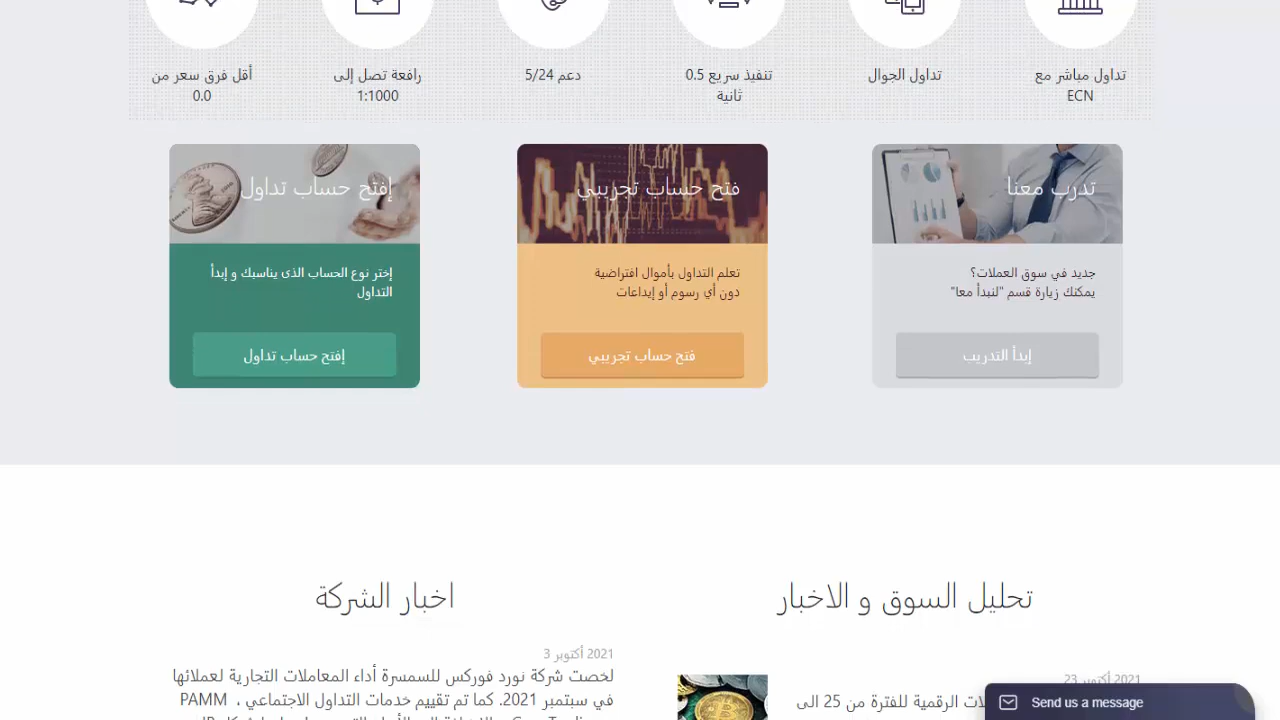 تداول مباشر مع
ECN
تداول الجوال
تنفيذ سريع 0.5
ثانية
دعم 5/24
رافعة تصل إلى
1:1000
أقل فرق سعر من
0.0
تدرب معنا
جديد في سوق العملات؟
يمكنك زيارة قسم "لنبدأ معا"
إبدأ التدريب
فتح حساب تجريبي
تعلم التداول بأموال افتراضية
دون أي رسوم أو إيداعات
فتح حساب تجريبي
إفتح حساب تداول
إختر نوع الحساب الذى يناسبك و إبدأ
التداول
إفتح حساب تداول
تحليل السوق و الاخبار
23 أكتوبر 2021
الرقمية للفترة من 25 الى
اخبار الشركة
3 أكتوبر 2021
لخصت شركة نورد فوركس للسمسرة أداء المعاملات التجارية لعملائها
في سبتمبر 2021. كما تم تقييم خدمات التداول الاجتماعي ، PAMM
Send us a message